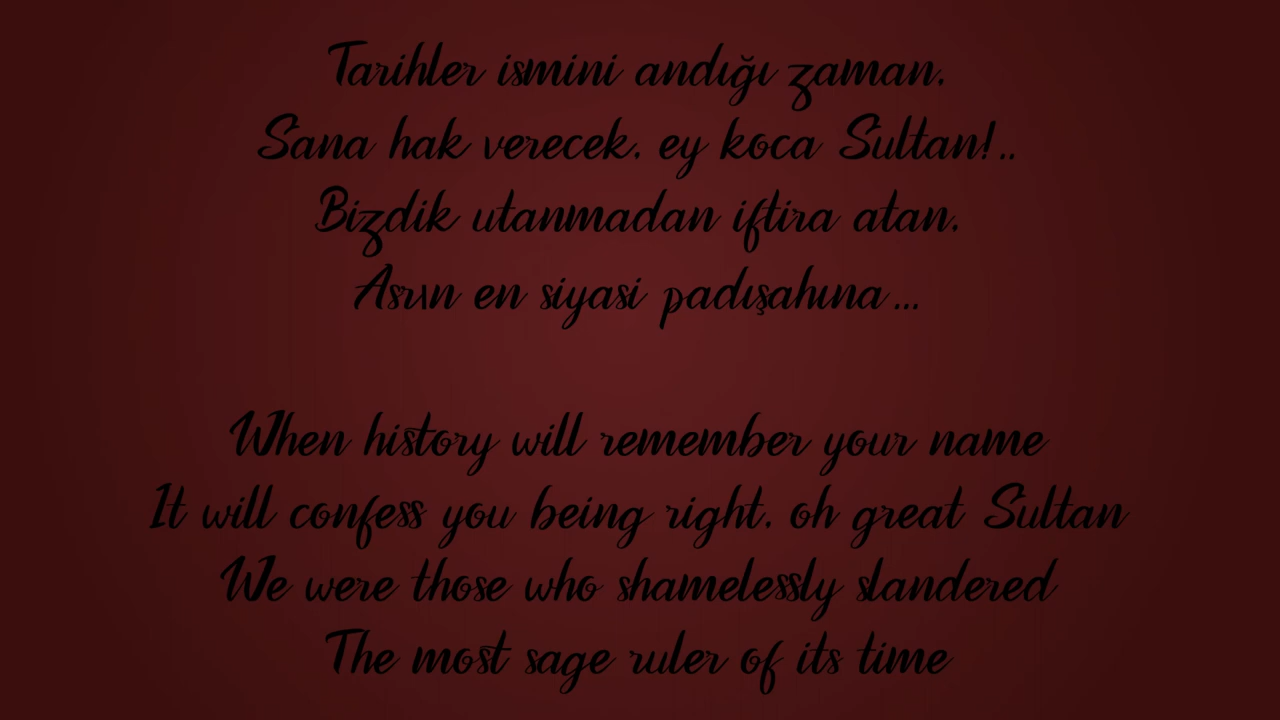 Tarihler ismini andığı zaman,
Sana hak verecek, ey koca Sultan!..
Bizdik utanmadan iftira atan,
Asrın en siyasi padışahına...
When history will remember your name
It will confess you being right, oh great Sultan
We were those who shamelessly slandered
The most sage ruler of its time